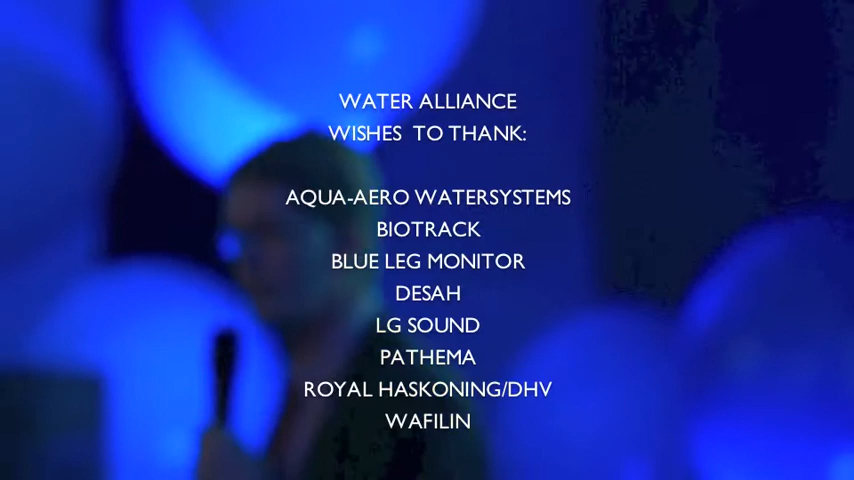 WATER ALLIANCE
WISHES TO THANK:
AQUA-AERO WATERSYSTEMS
BIOTRACK
BLUE LEG MONITOR
DESAH
LG SOUND
PATHEMA
ROYAL HASKONING/DHV
WAFILIN